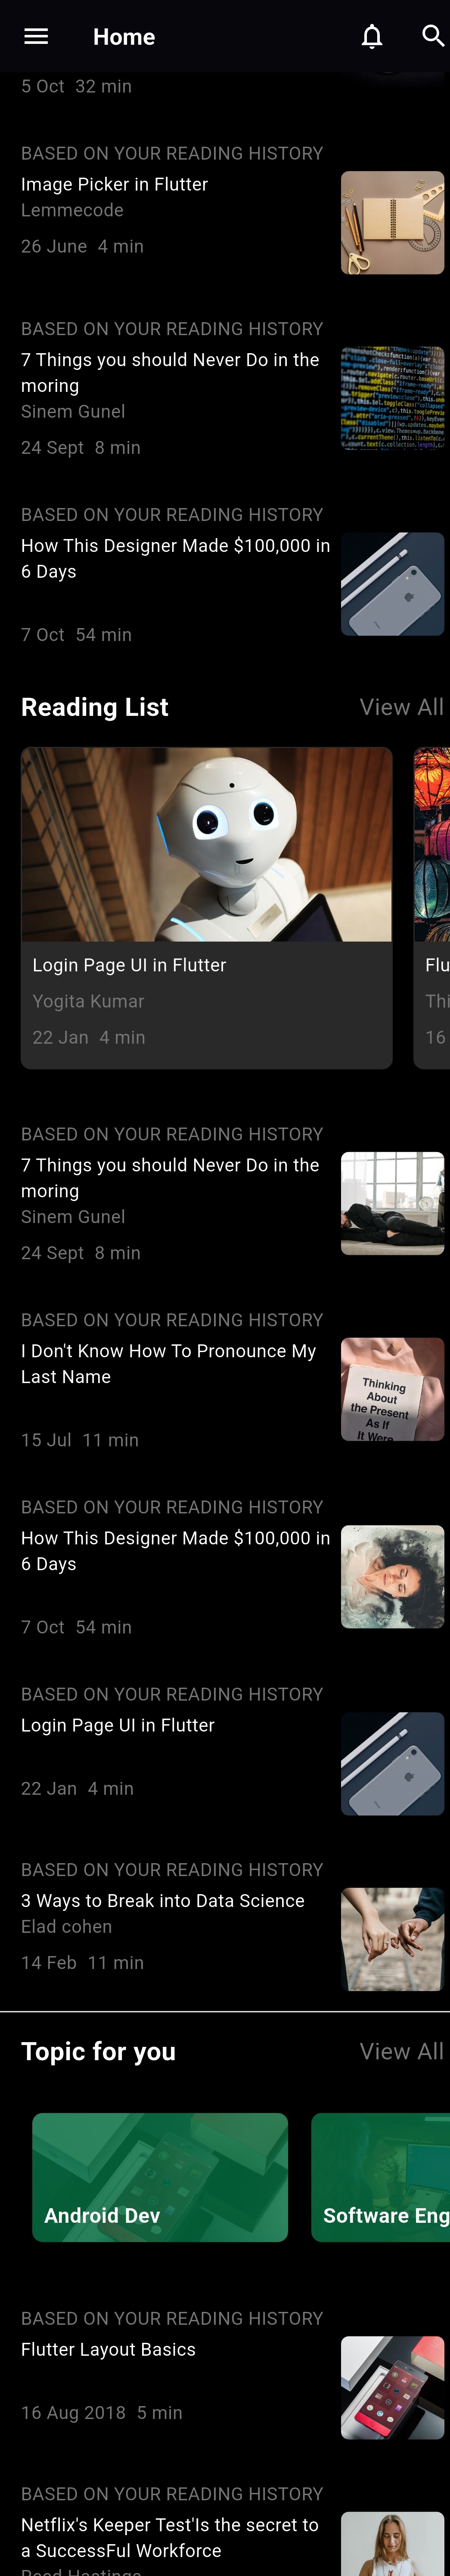 Home
5 Oct 32 min
BASED ON YOUR READING HISTORY
Image Picker in Flutter
Lemmecode
26 June 4 min
BASED ON YOUR READING HISTORY
7 Things you should Never Do in the
moring
Sinem Gunel
24 Sept 8 min
BASED ON YOUR READING HISTORY
How This Designer Made $100,000 in
6 Days
7 Oct 54 min
Reading List
View All
Login Page UI in Flutter
Yogita Kumar
22 Jan 4 min
Flu
Thi
16
BASED ON YOUR READING HISTORY
7 Things you should Never Do in the
moring
Sinem Gunel
24 Sept 8 min
BASED ON YOUR READING HISTORY
I Don't Know How To Pronounce My
Last Name
15 Jul 11 min
Thinking
About
the Present
As If
It Were
BASED ON YOUR READING HISTORY
How This Designer Made $100,000 in
6 Days
7 Oct 54 min
BASED ON YOUR READING HISTORY
Login Page UI in Flutter
22 Jan 4 min
BASED ON YOUR READING HISTORY
3 Ways to Break into Data Science
Elad cohen
14 Feb 11 min
Topic for you
View All
Android Dev
Software Eng
BASED ON YOUR READING HISTORY
Flutter Layout Basics
16 Aug 2018 5 min
BASED ON YOUR READING HISTORY
Netflix's Keeper Test'Is the secret to
a SuccessFul Workforce
Reed Hastings